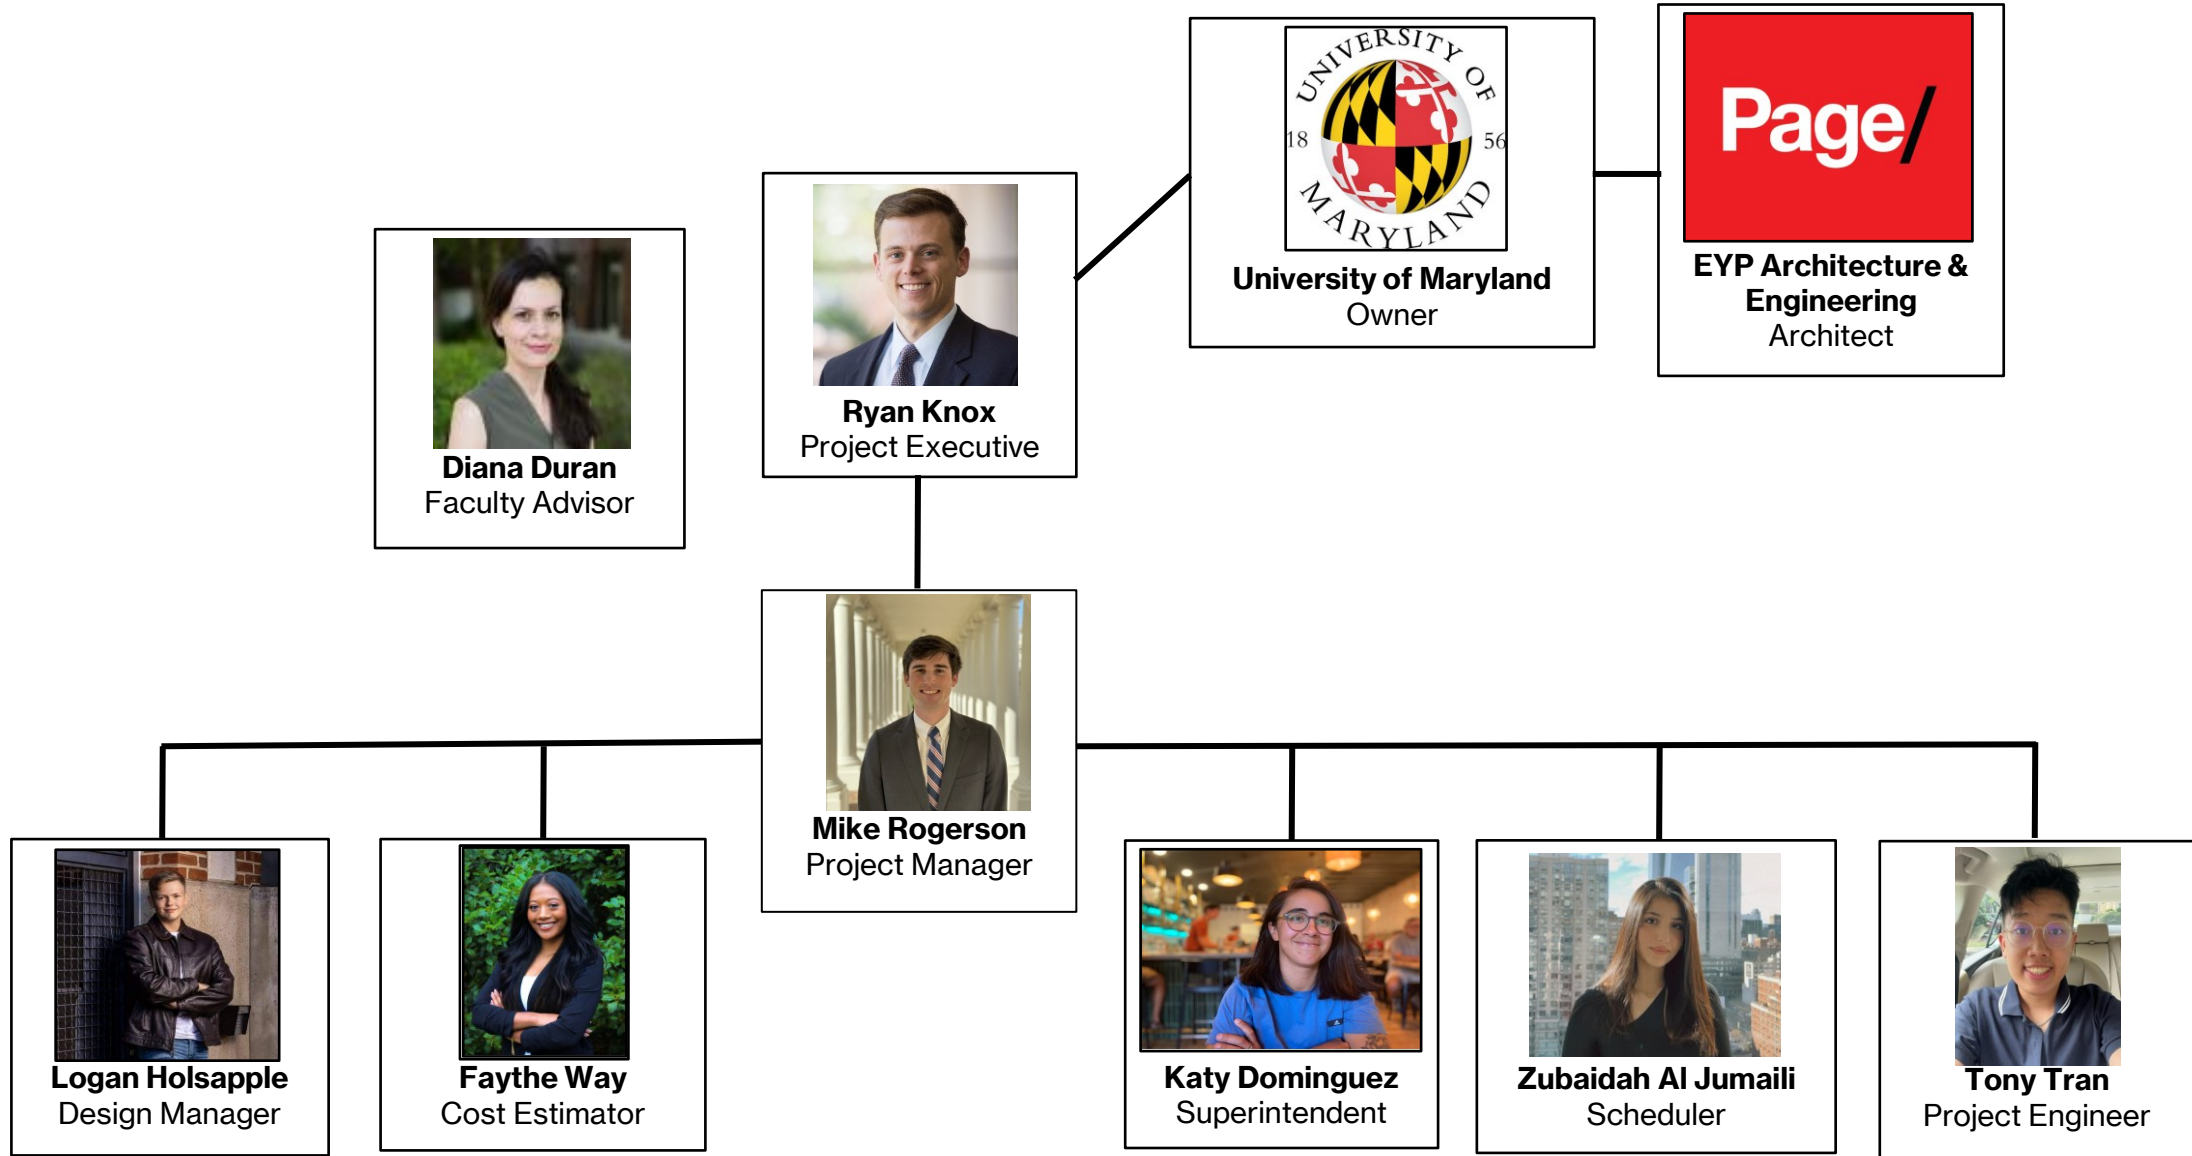 UNIVERSITY OF
18 56
MARYLAND
University of Maryland
Owner
Page/
EYP Architecture &
Engineering
Architect
Ryan Knox
Project Executive
Diana Duran
Faculty Advisor
Mike Rogerson
Project Manager
Logan Holsapple
Design Manager
Faythe Way
Cost Estimator
Katy Dominguez
Superintendent
Zubaidah Al Jumaili
Scheduler
Tony Tran
Project Engineer